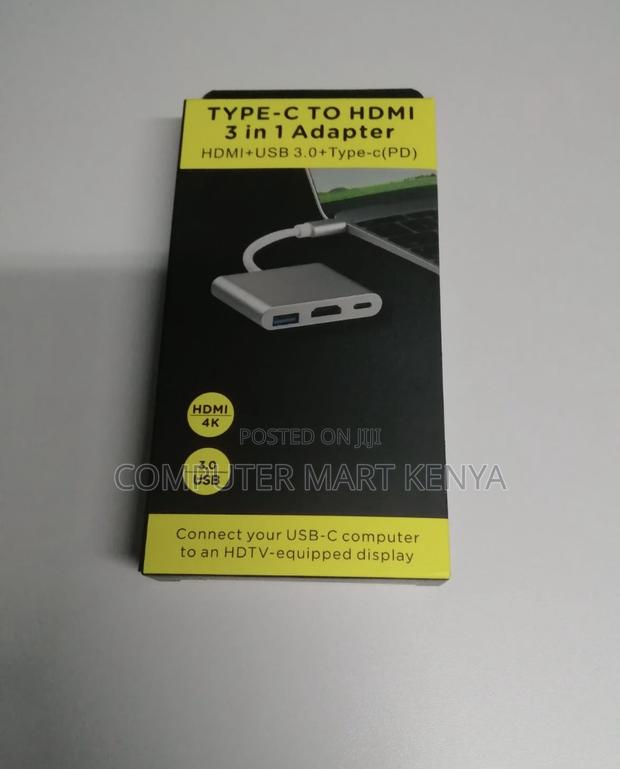 TYPE-C TO HDMI
3 in 1 Adapter
HDMI+USB 3.0+Type-c(PD)
HDMI
4K
POSTED ON JIJI
3.0
USB
COMPUTER MART KENYA
Connect your USB-C computer
to an HDTV-equipped display